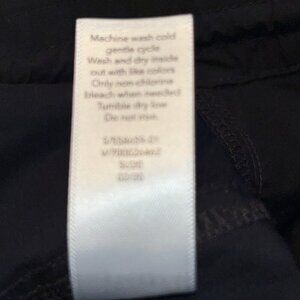 Machine wash cold
gentle cycle
Wash and dry inside
out with like colors
Only non-chlorine
bleach when needed
Tumble dry low
Do not iron.